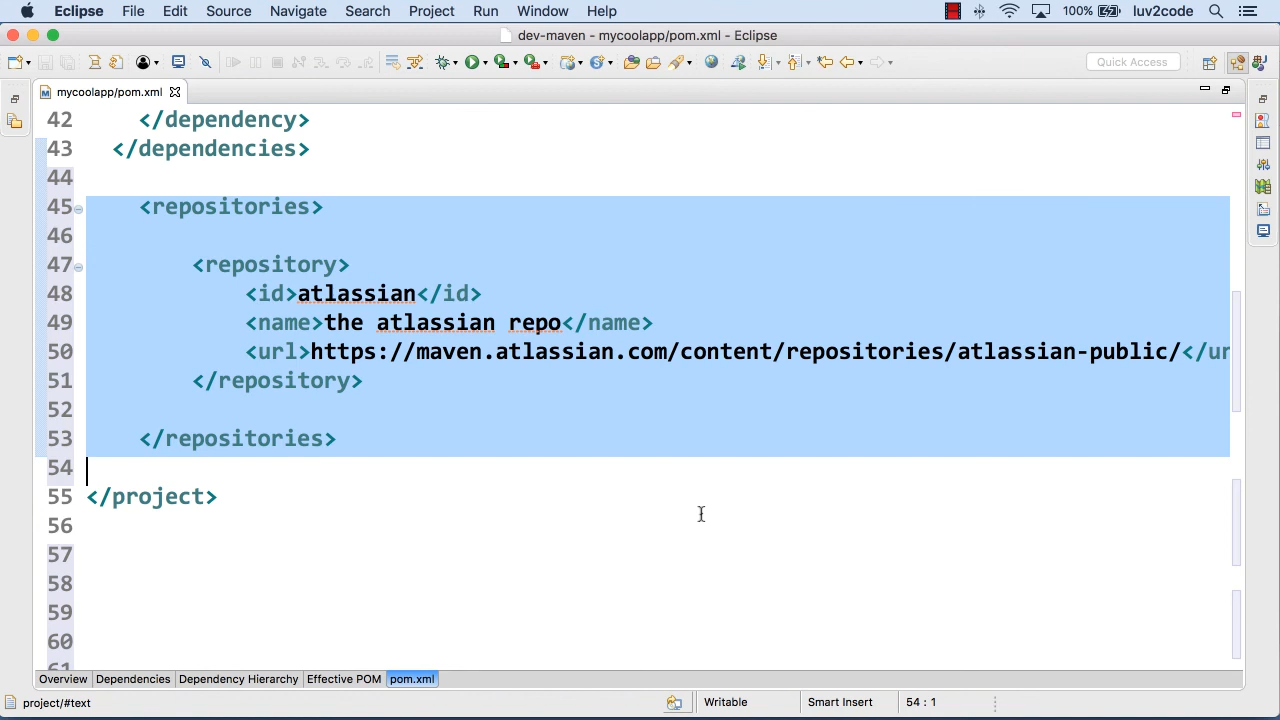 Eclipse File Edit Source Navigate Search Project Run Window Help 100% luv2code
dev-maven - mycoolapp/pom.xml - Eclipse
Quick Access
mycoolapp/pom.xml
42 </dependency>
43 </dependencies>
44
45 <repositories>
46
47 <repository>
48 <id>atlassian</id>
49 <name>the atlassian repo</name>
50 <url>https://maven.atlassian.com/content/repositories/atlassian-public/</ur
51 </repository>
52
53 </repositories>
54
55 </project>
56
57
58
59
60
61
Overview Dependencies Dependency Hierarchy Effective POM pom.xml
project/#text Writable Smart Insert 54 : 1